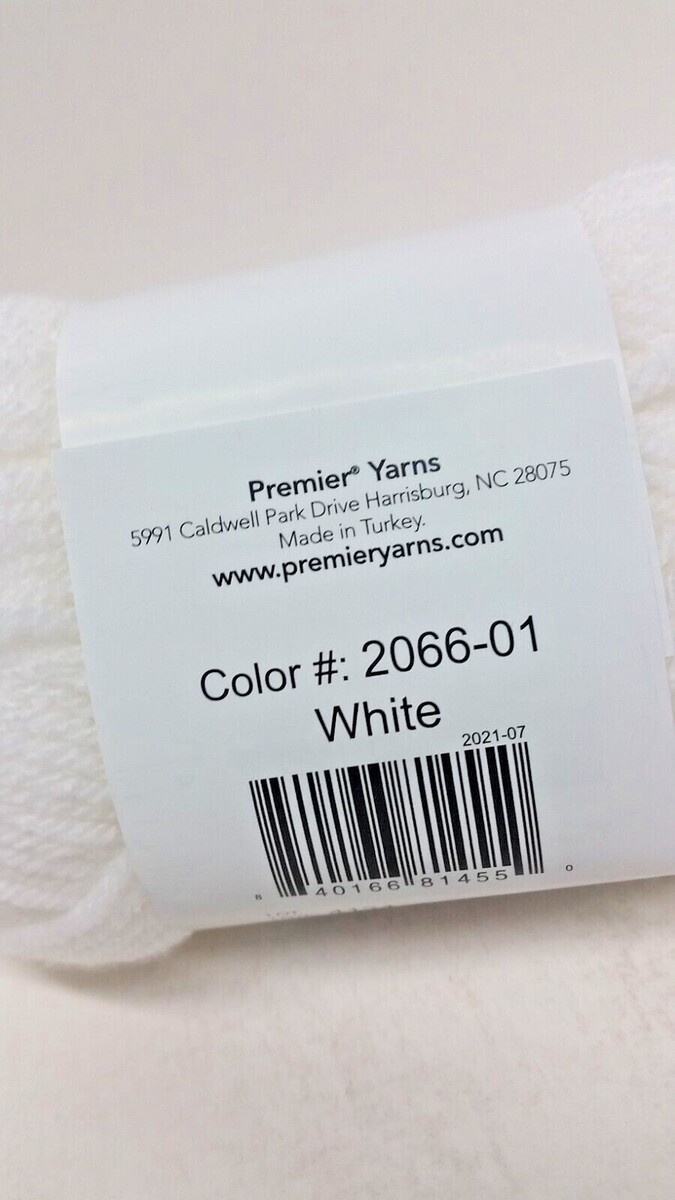 Premier® Yarns
5991 Caldwell Park Drive Harrisburg, NC 28075
Made in Turkey.
www.premieryarns.com
Color #: 2066-01
White
2021-07
8 40166 81455 0